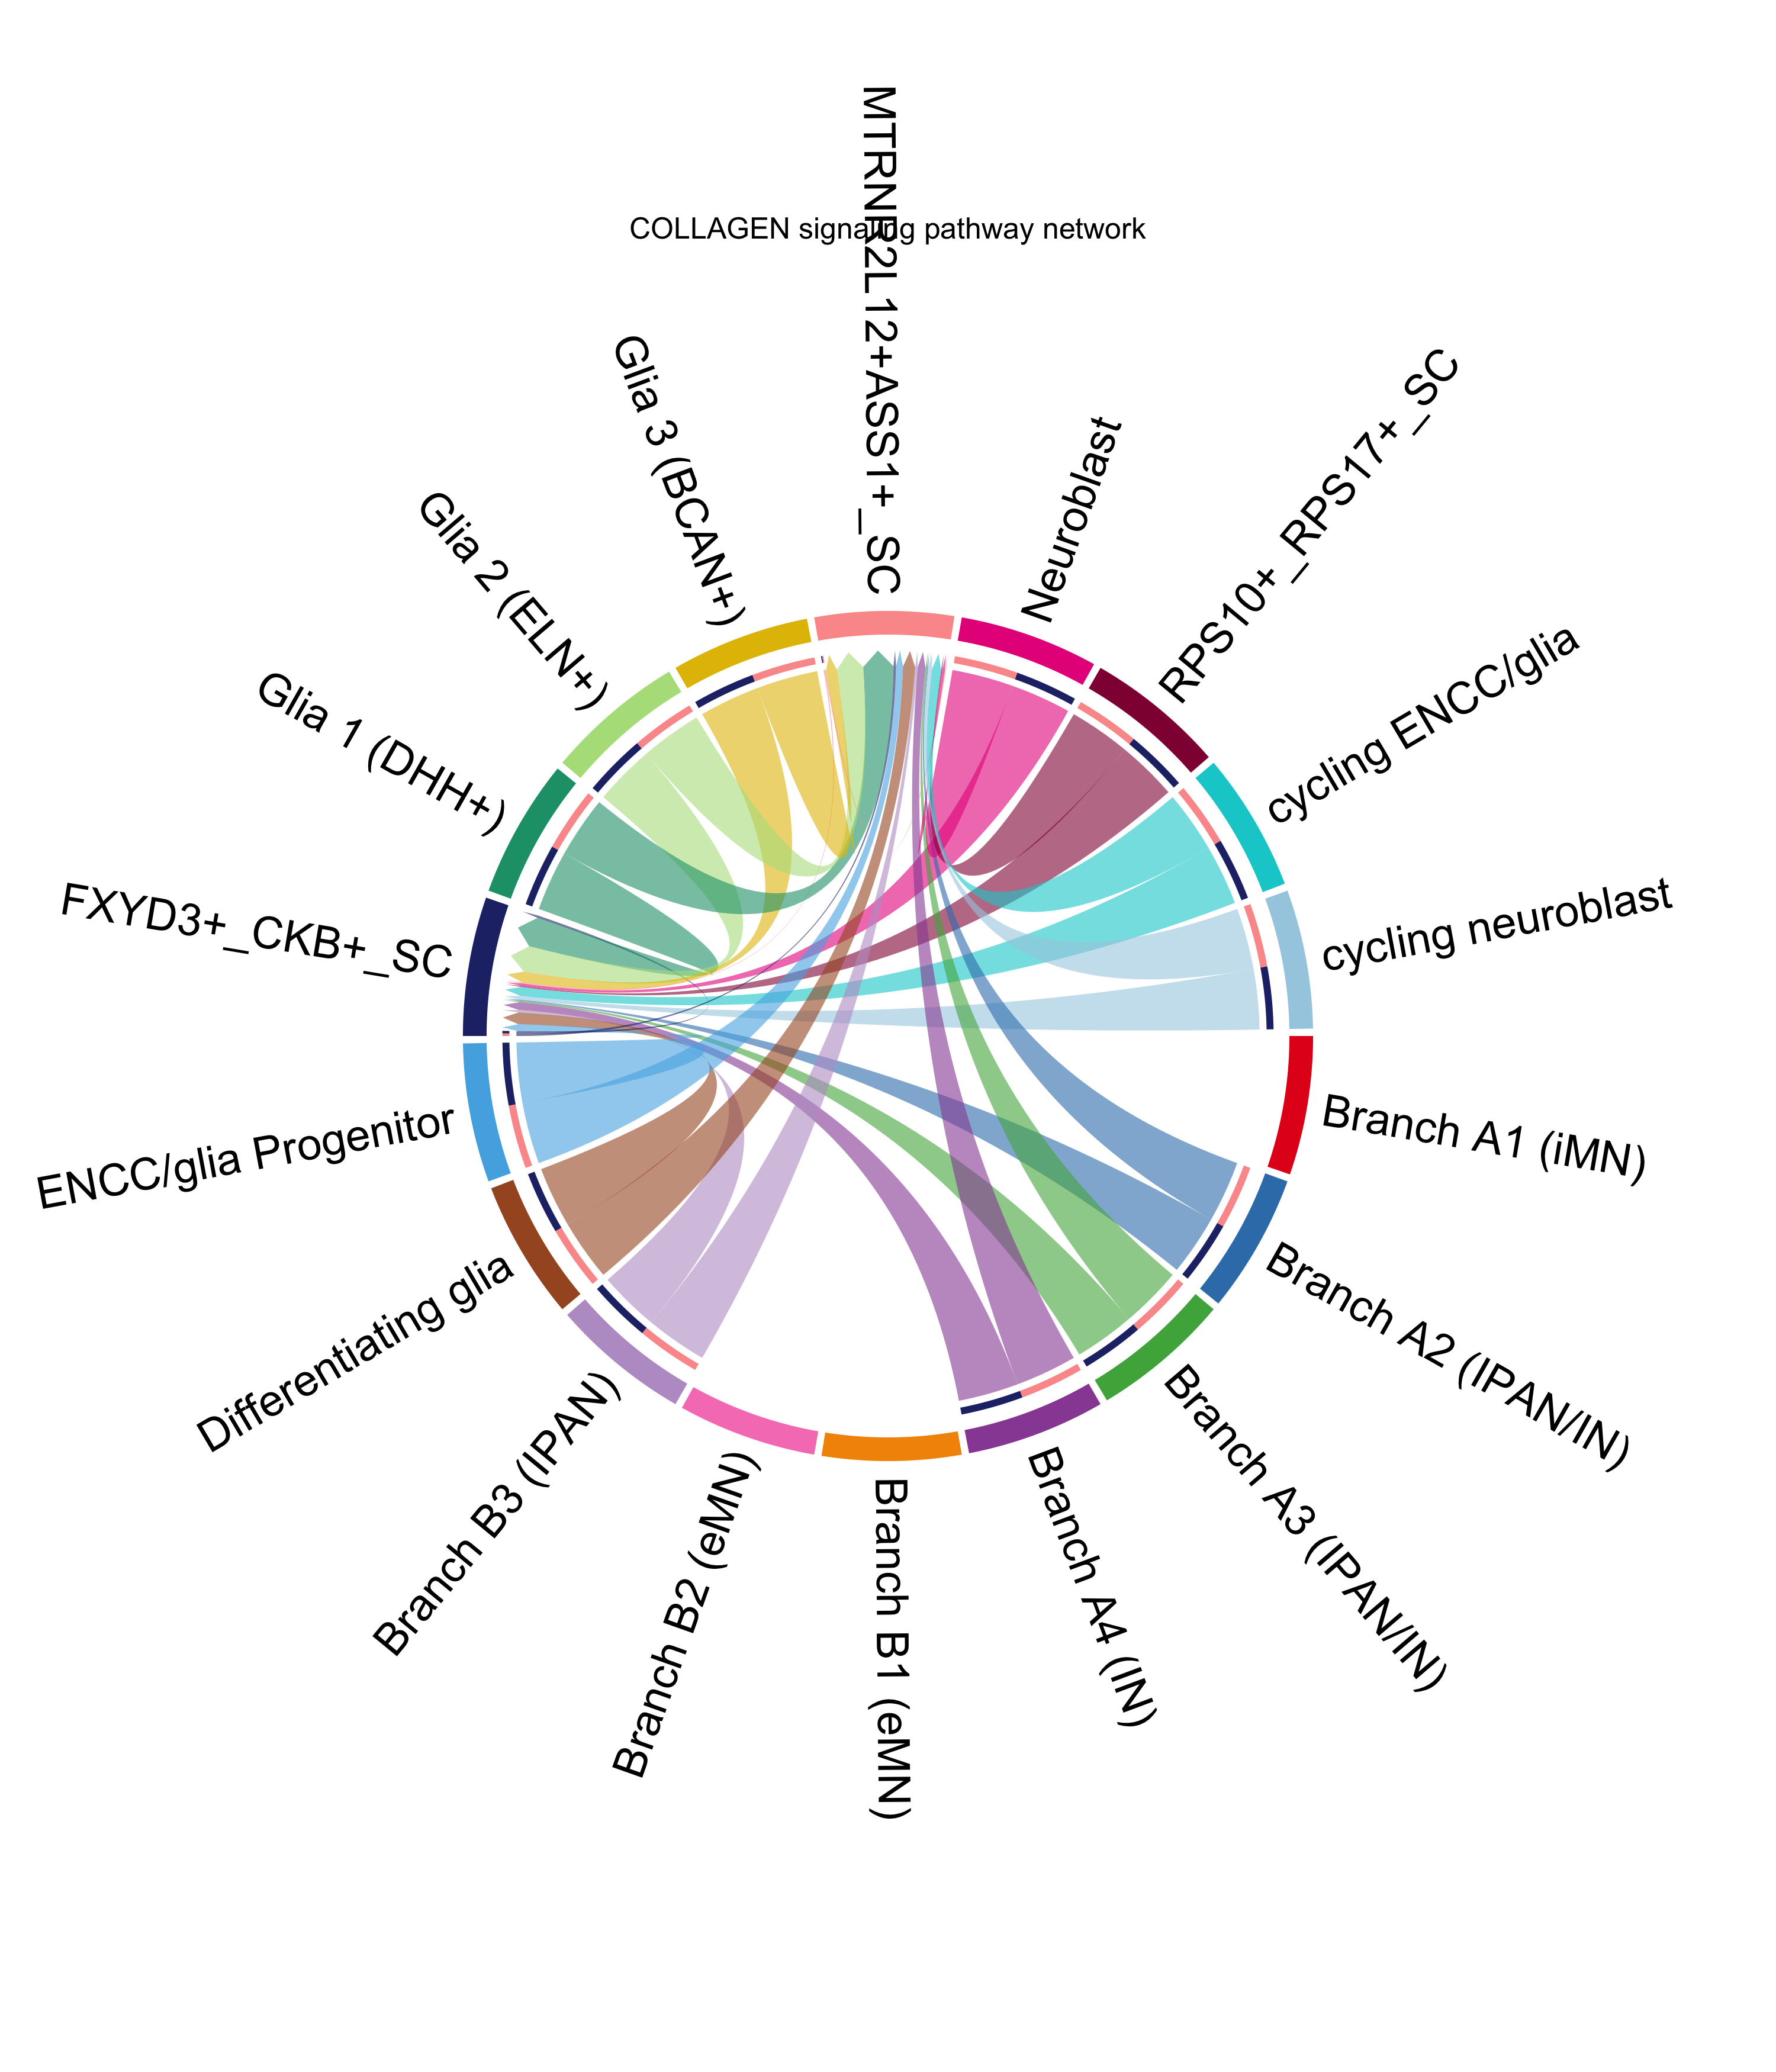 COLLAGEN signaling pathway network
MTRNR2L12+ASS1+_SC
Neuroblast
RPS10+_RPS17+_SC
cycling ENCC/glia
cycling neuroblast
Branch A1 (iMN)
Branch A2 (IPAN/IN)
Branch A3 (IPAN/IN)
Branch A4 (IN)
Branch B1 (eMN)
Branch B2 (eMN)
Branch B3 (IPAN)
Differentiating glia
ENCC/glia Progenitor
FXYD3+_CKB+_SC
Glia 1 (DHH+)
Glia 2 (ELN+)
Glia 3 (BCAN+)